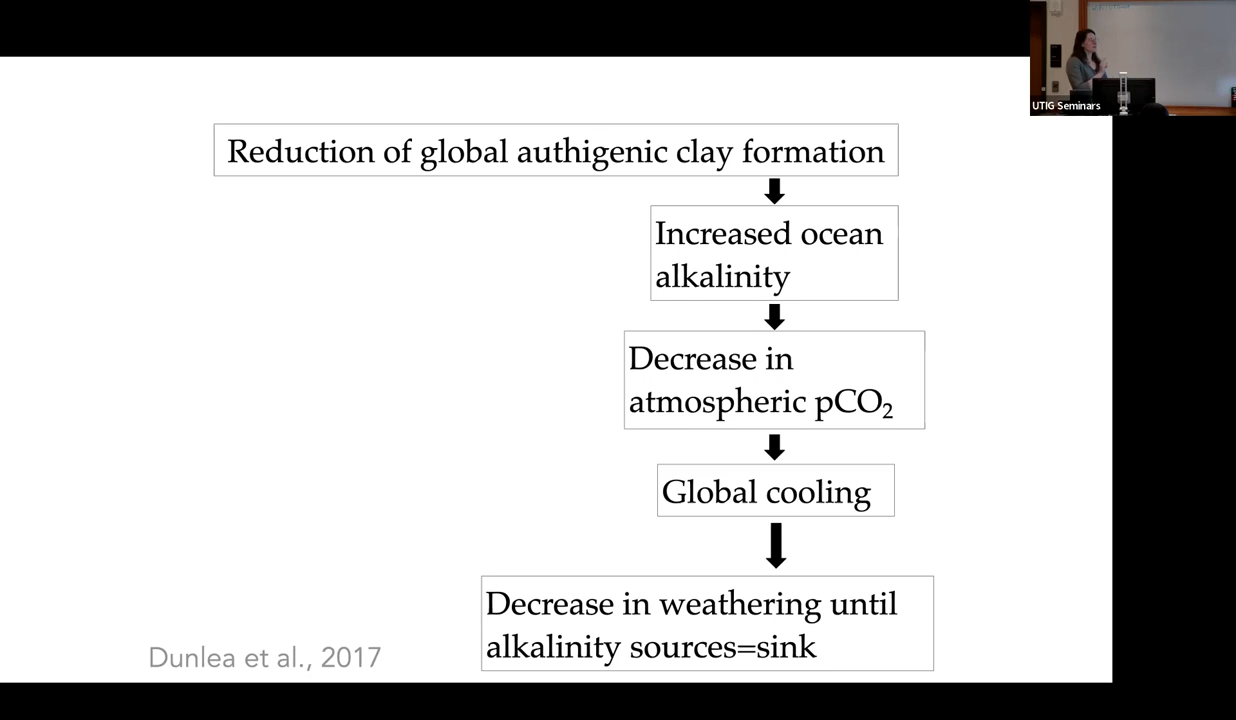 UTIG Seminars
Reduction of global authigenic clay formation
Increased ocean
alkalinity
Decrease in
atmospheric pCO₂
Global cooling
Decrease in weathering until
alkalinity sources=sink
Dunlea et al., 2017